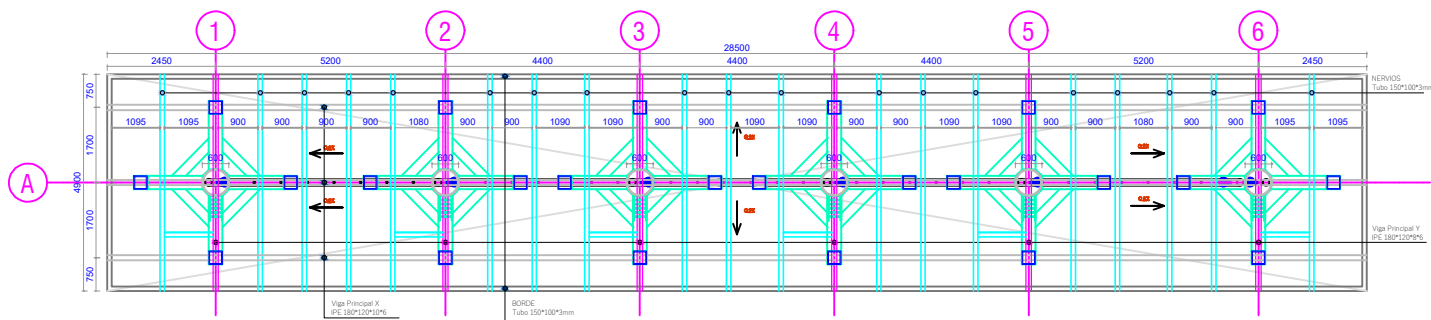 1 2 3 4 5 6
28500
2450 5200 4400 4400 4400 5200 2450
NERVIOS
Tubo 150*100*3mm
750
1095 1095 900 900 900 900 1080 900 900 1090 1090 900 900 1090 1090 900 900 1090 1090 900 900 1080 900 900 1095 1095
1700
600 600 600 600 600 600
A
4900
1700
Viga Principal Y
IPE 180*120*8*6
750
Viga Principal X
IPE 180*120*10*6
BORDE
Tubo 150*100*3mm